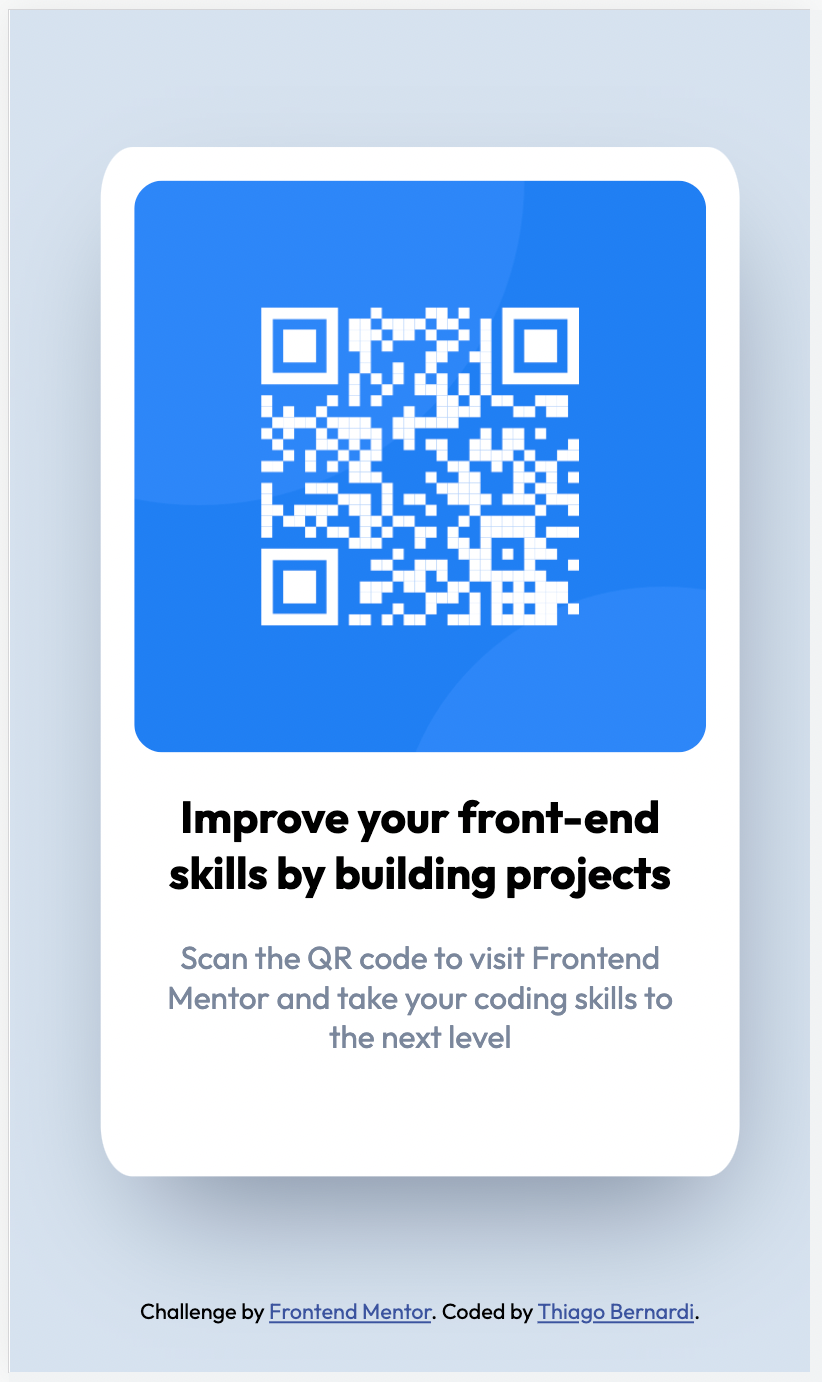 Improve your front-end
skills by building projects
Scan the QR code to visit Frontend
Mentor and take your coding skills to
the next level
Challenge by Frontend Mentor. Coded by Thiago Bernardi.